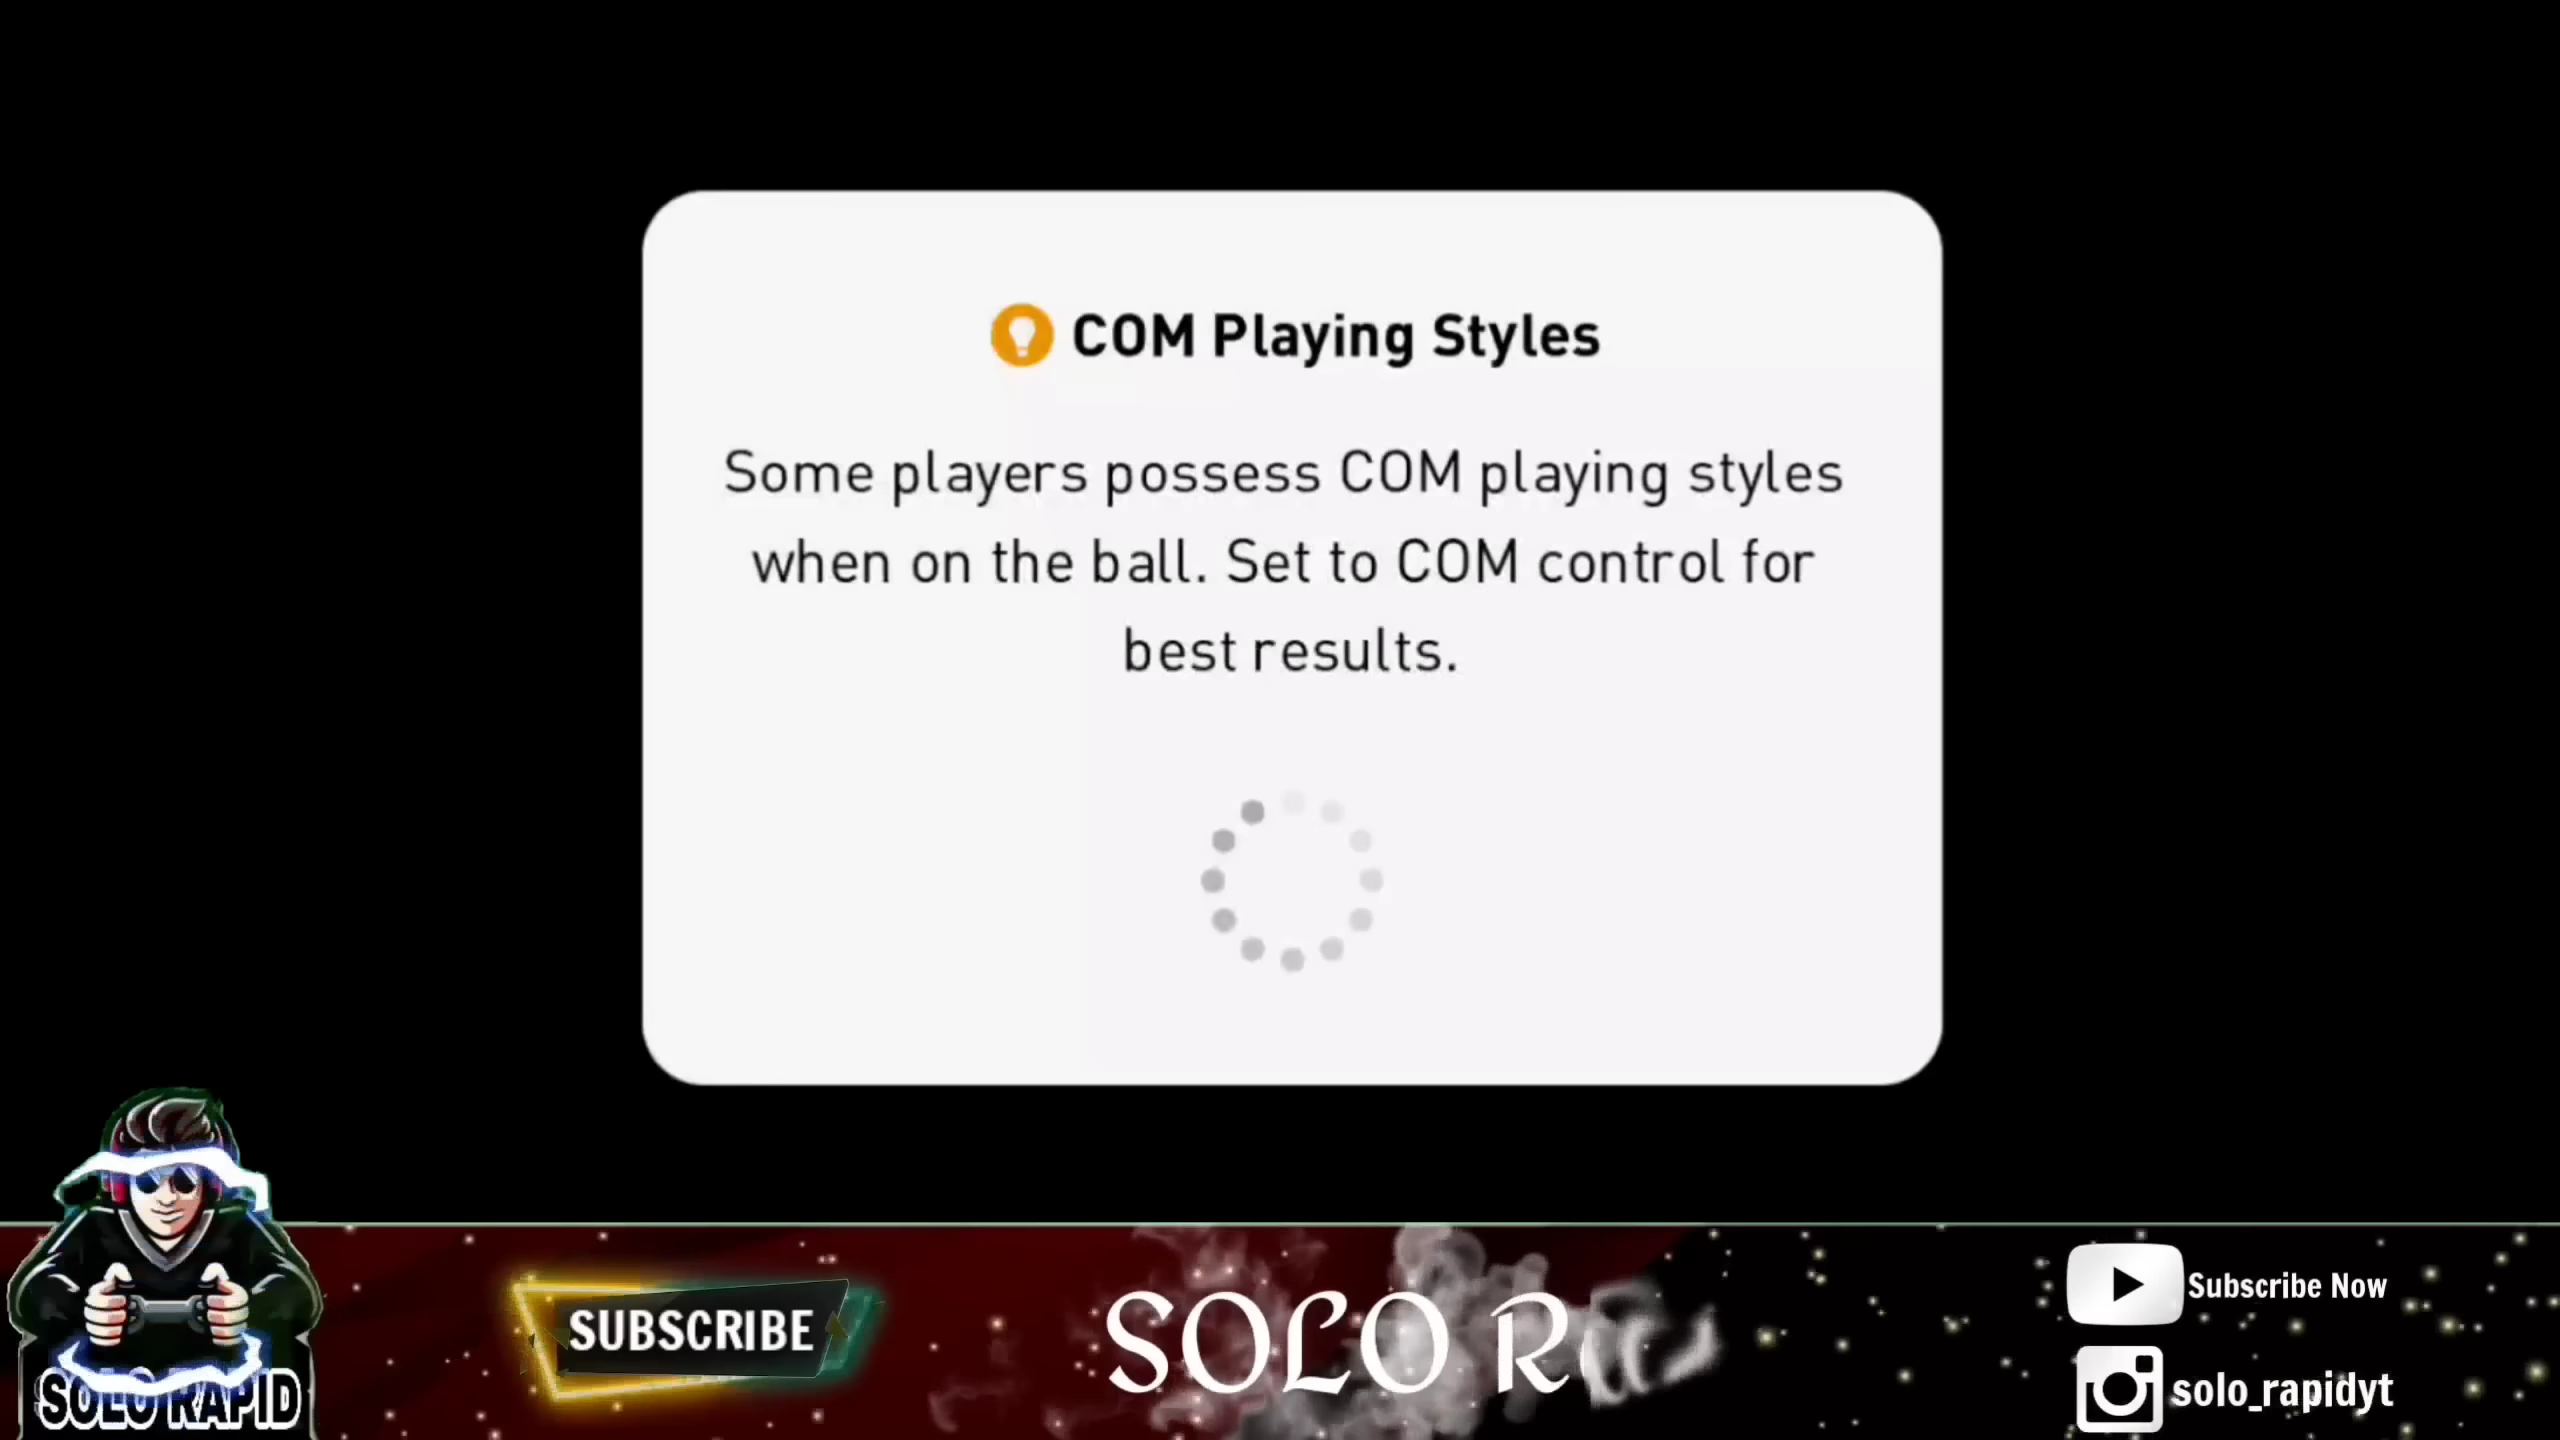 COM Playing Styles
Some players possess COM playing styles
when on the ball. Set to COM control for
best results.
SOLO RAPID
SUBSCRIBE
SOLO R
Subscribe Now
solo_rapidyt